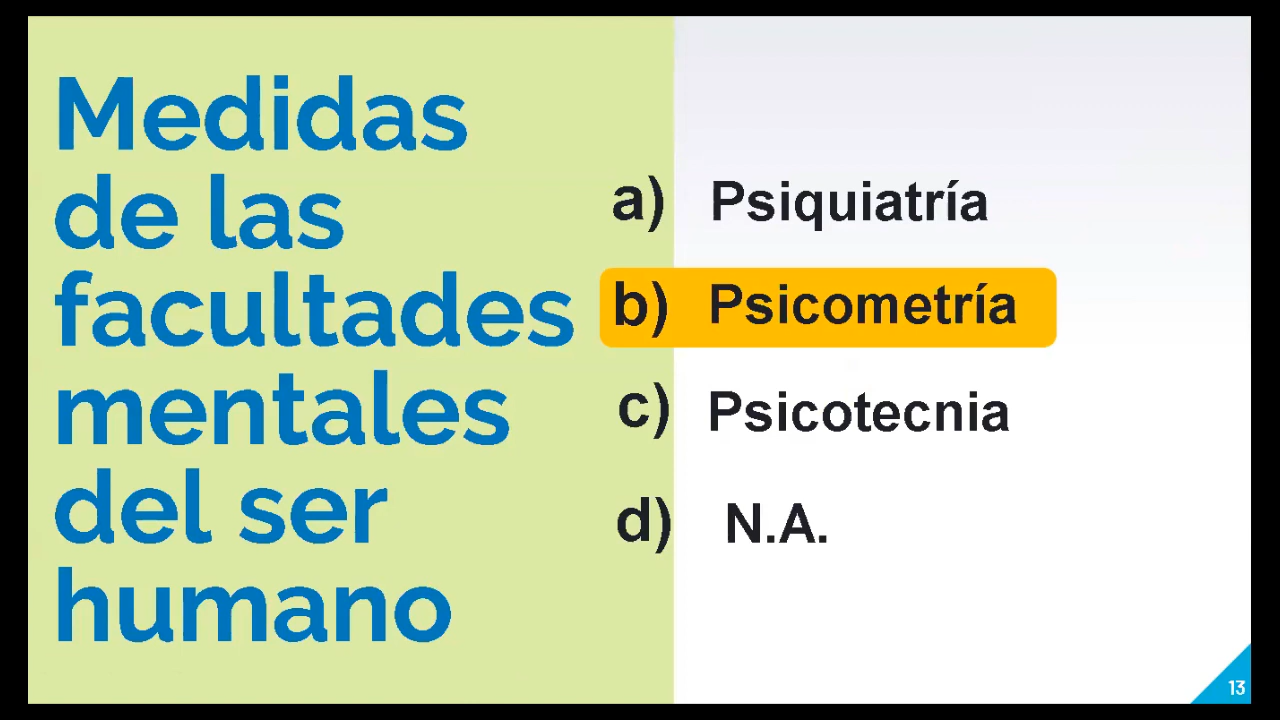 Medidas
de las
facultades
mentales
del ser
humano
a) Psiquiatría
b) Psicometría
c) Psicotecnia
d) N.A.
13